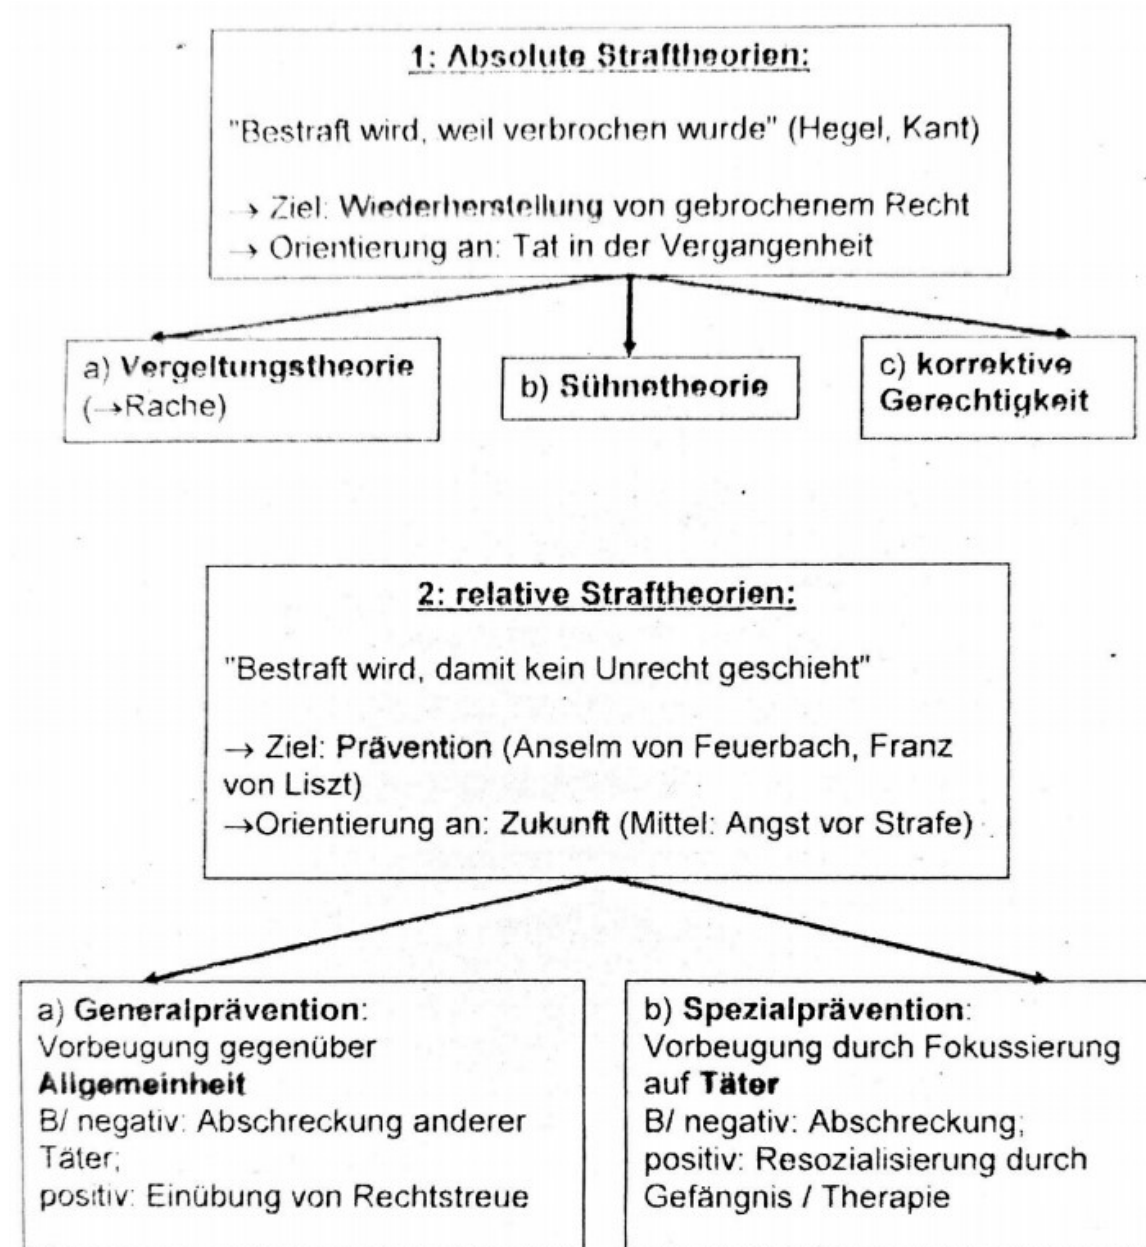 1: Absolute Straftheorien:
"Bestraft wird, weil verbrochen wurde" (Hegel, Kant)
→ Ziel: Wiederherstellung von gebrochenem Recht
→ Orientierung an: Tat in der Vergangenheit
a) Vergeltungstheorie
(→Rache)
b) Sühnetheorie
c) korrektive
Gerechtigkeit
2: relative Straftheorien:
"Bestraft wird, damit kein Unrecht geschieht"
→ Ziel: Prävention (Anselm von Feuerbach, Franz
von Liszt)
→Orientierung an: Zukunft (Mittel: Angst vor Strafe)
a) Generalprävention:
Vorbeugung gegenüber
Allgemeinheit
B/ negativ: Abschreckung anderer
Täter;
positiv: Einübung von Rechtstreue
b) Spezialprävention:
Vorbeugung durch Fokussierung
auf Täter
B/ negativ: Abschreckung;
positiv: Resozialisierung durch
Gefängnis / Therapie